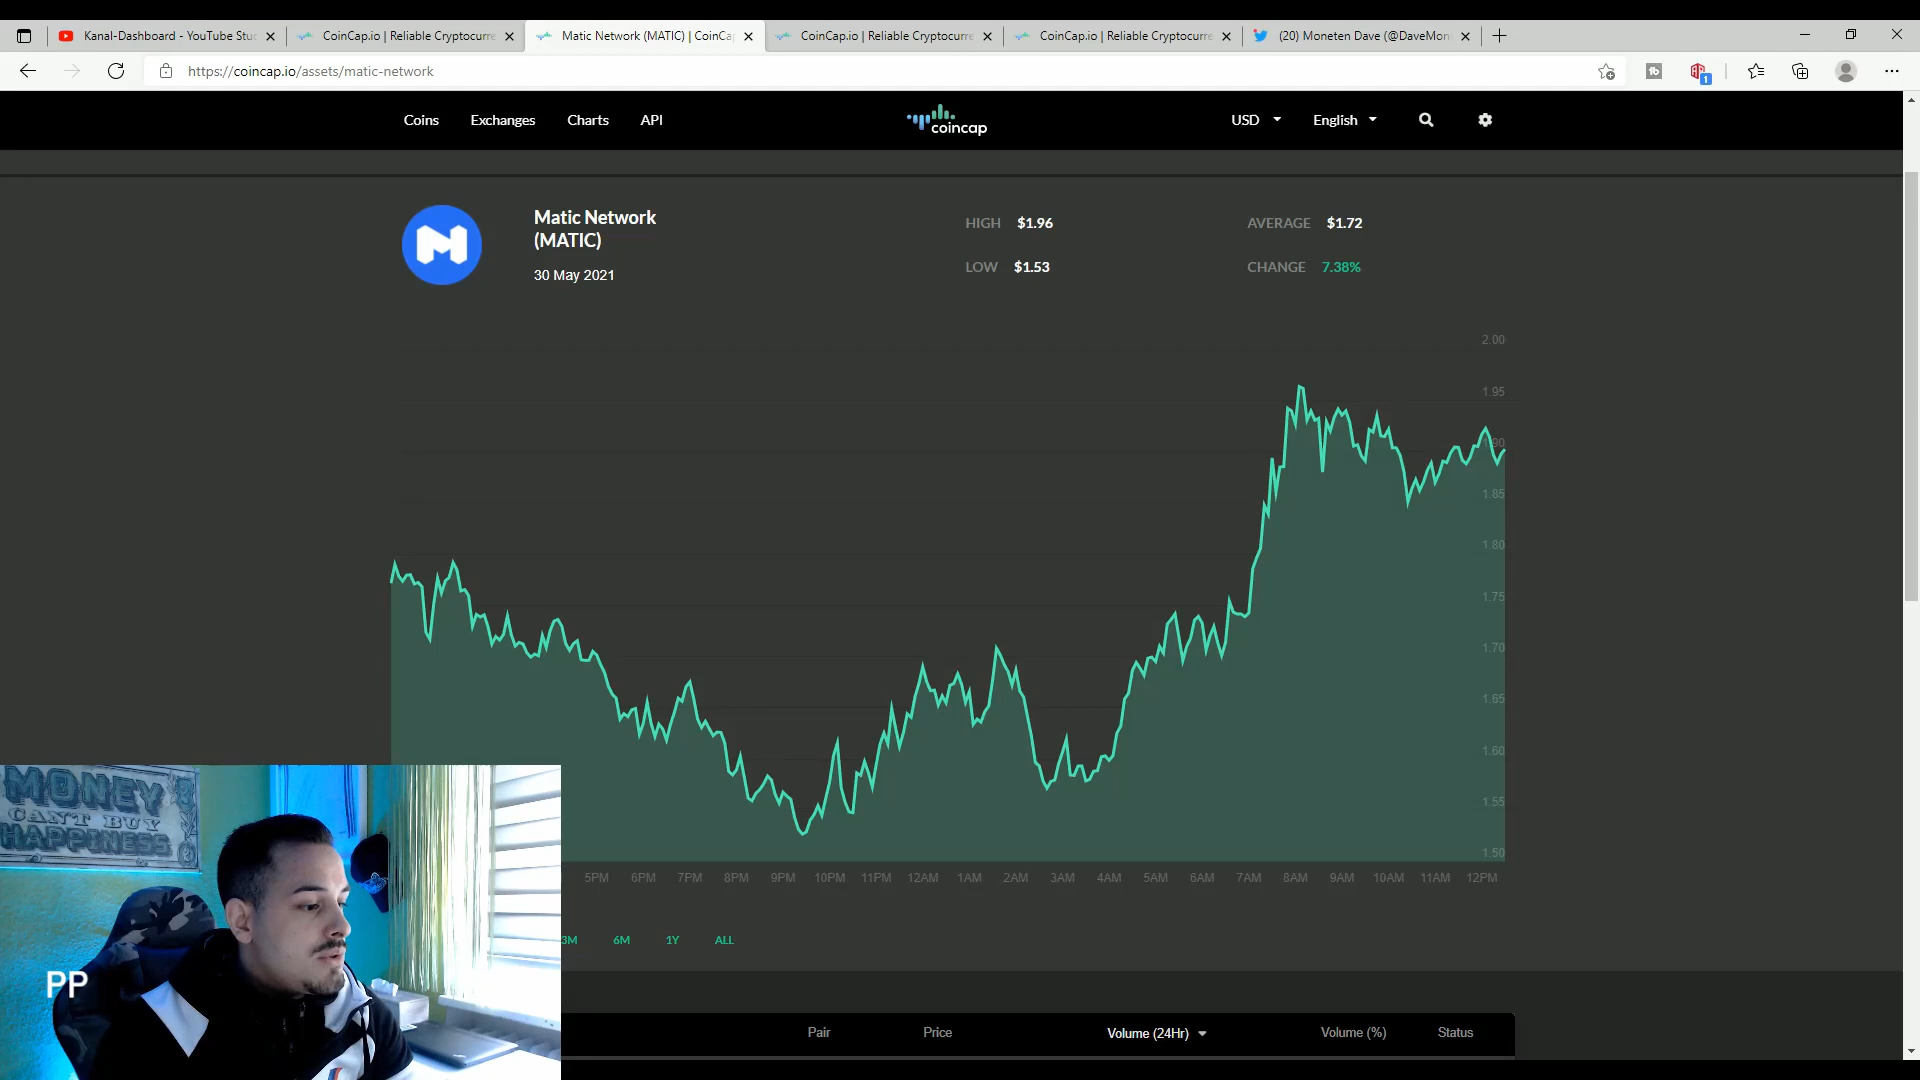 Kanal-Dashboard - YouTube Stu
CoinCap.io | Reliable Cryptocurre
Matic Network (MATIC) | CoinCa
CoinCap.io | Reliable Cryptocurre
CoinCap.io | Reliable Cryptocurre
(20) Moneten Dave (@DaveMon
https://coincap.io/assets/matic-network
1
Coins
Exchanges
Charts
API
coincap
USD
English
Matic Network
(MATIC)
30 May 2021
HIGH $1.96
LOW $1.53
AVERAGE $1.72
CHANGE 7.38%
2.00
1.95
1.90
1.85
1.80
1.75
1.70
1.65
1.60
1.55
1.50
5PM 6PM 7PM 8PM 9PM 10PM 11PM 12AM 1AM 2AM 3AM 4AM 5AM 6AM 7AM 8AM 9AM 10AM 11AM 12PM
3M 6M 1Y ALL
Pair Price Volume (24Hr) Volume (%) Status
MONEY
CANT BUY
HAPPINESS
PP